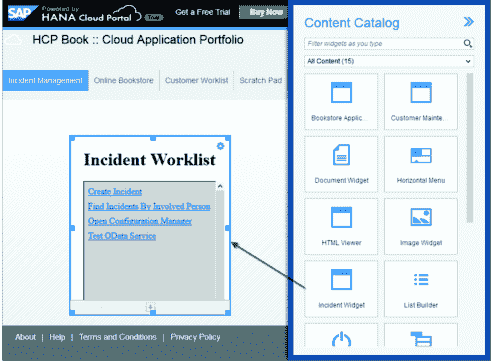 SAP Powered by HANA Cloud Portal
Get a Free Trial
Buy Now
HCP Book :: Cloud Application Portfolio
Incident Management
Online Bookstore
Customer Worklist
Scratch Pad
Incident Worklist
Create Incident
Find Incidents By Involved Person
Open Configuration Manager
Test OData Service
About | Help | Terms and Conditions | Privacy Policy
Content Catalog
Filter widgets as you type
All Content (15)
Bookstore Applic...
Customer Mainte...
Document Widget
Horizontal Menu
HTML Viewer
Image Widget
Incident Widget
List Builder